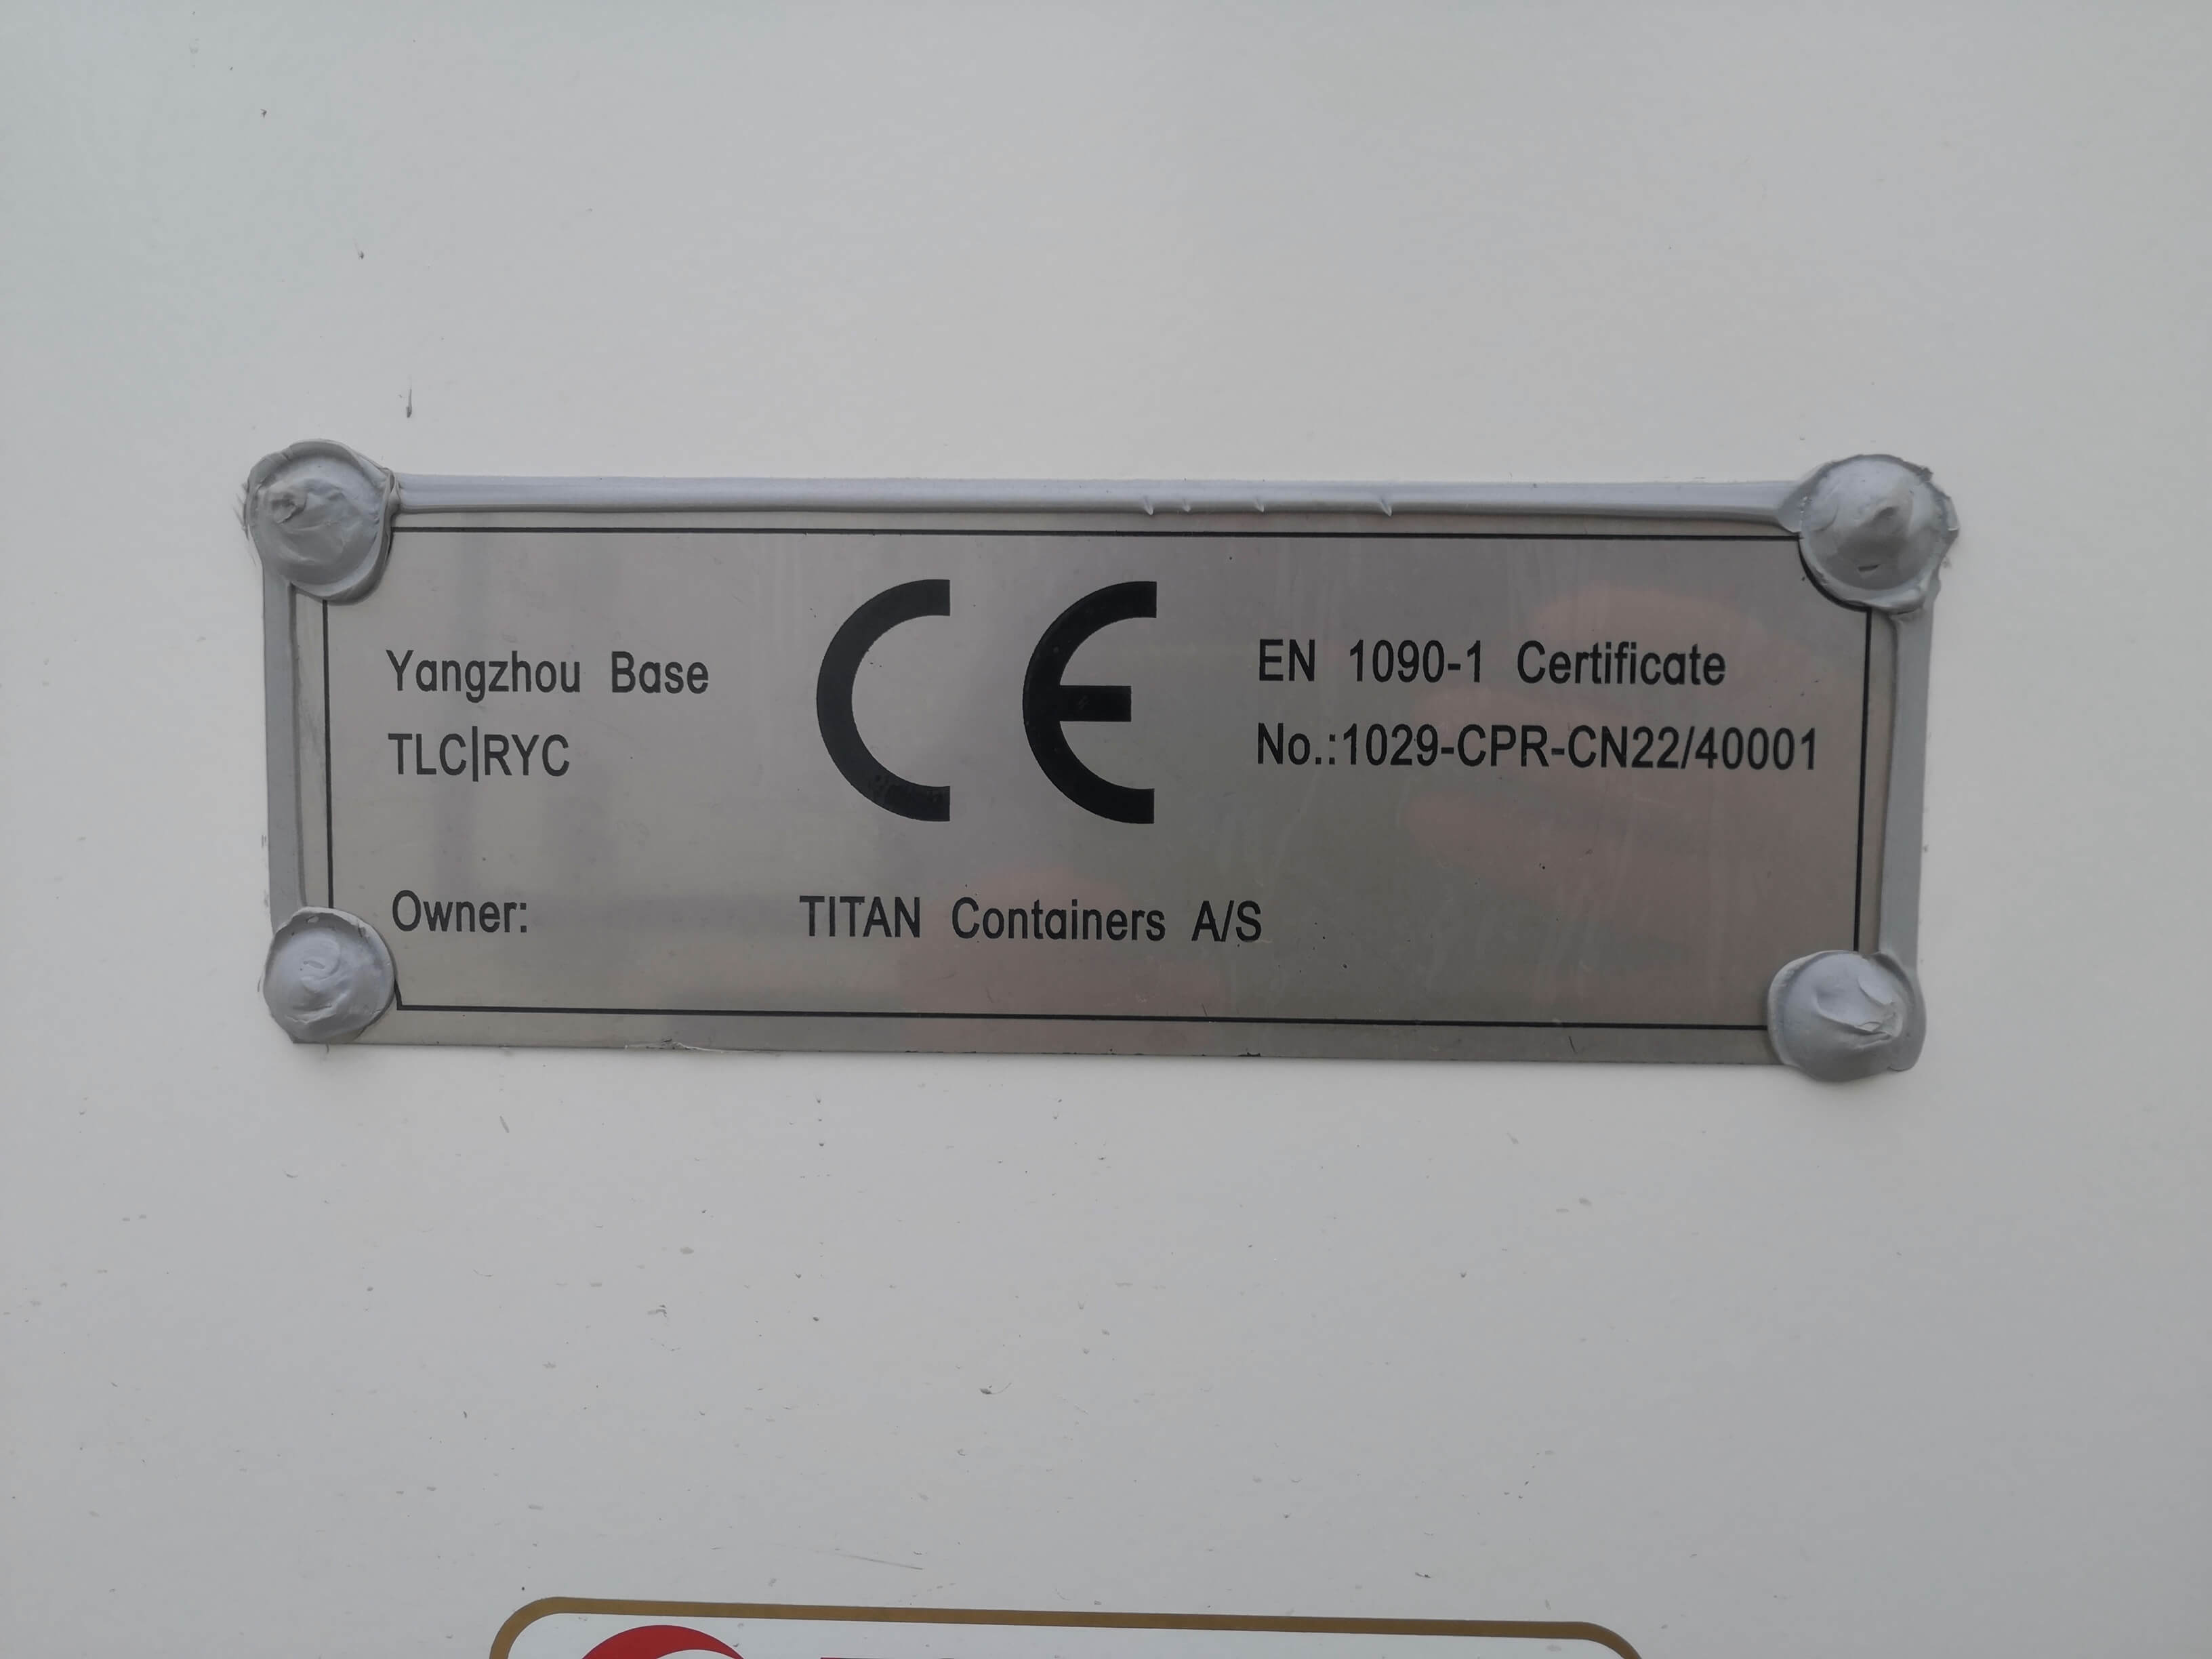 Yangzhou Base
TLC|RYC
CE
EN 1090-1 Certificate
No.:1029-CPR-CN22/40001
Owner: TITAN Containers A/S